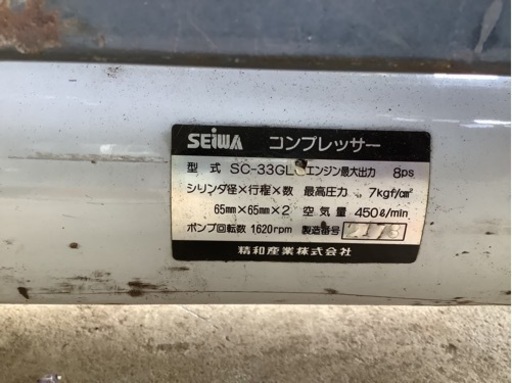 SEIWA コンプレッサー
型式 SC-33GL エンジン最大出力 8ps
シリンダ径×行程×数 最高圧力 7kgf/cm²
65mm×65mm×2 空気量 450ℓ/min
ポンプ回転数 1620rpm 製造番号
精和産業株式会社